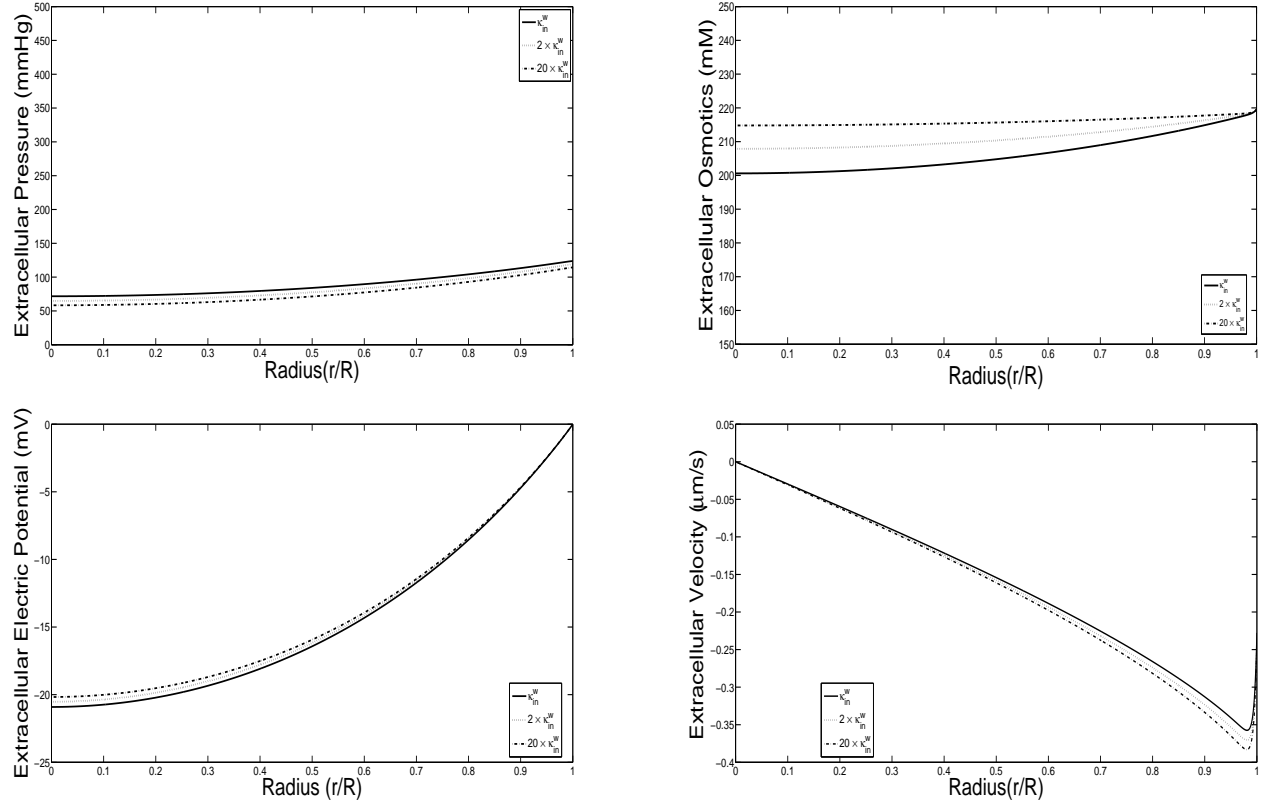 Extracellular Pressure (mmHg)
500
450
400
350
300
250
200
150
100
50
0
0 0.1 0.2 0.3 0.4 0.5 0.6 0.7 0.8 0.9 1
Radius(r/R)
κ_in^w
2 × κ_in^w
20 × κ_in^w
Extracellular Osmotics (mM)
250
240
230
220
210
200
190
180
170
160
150
0 0.1 0.2 0.3 0.4 0.5 0.6 0.7 0.8 0.9 1
Radius(r/R)
κ_in^w
2 × κ_in^w
20 × κ_in^w
Extracellular Electric Potential (mV)
0
−5
−10
−15
−20
−25
0 0.1 0.2 0.3 0.4 0.5 0.6 0.7 0.8 0.9 1
Radius (r/R)
κ_in^w
2 × κ_in^w
20 × κ_in^w
Extracellular Velocity (μm/s)
0.05
0
−0.05
−0.1
−0.15
−0.2
−0.25
−0.3
−0.35
−0.4
0 0.1 0.2 0.3 0.4 0.5 0.6 0.7 0.8 0.9 1
Radius(r/R)
κ_in^w
2 × κ_in^w
20 × κ_in^w